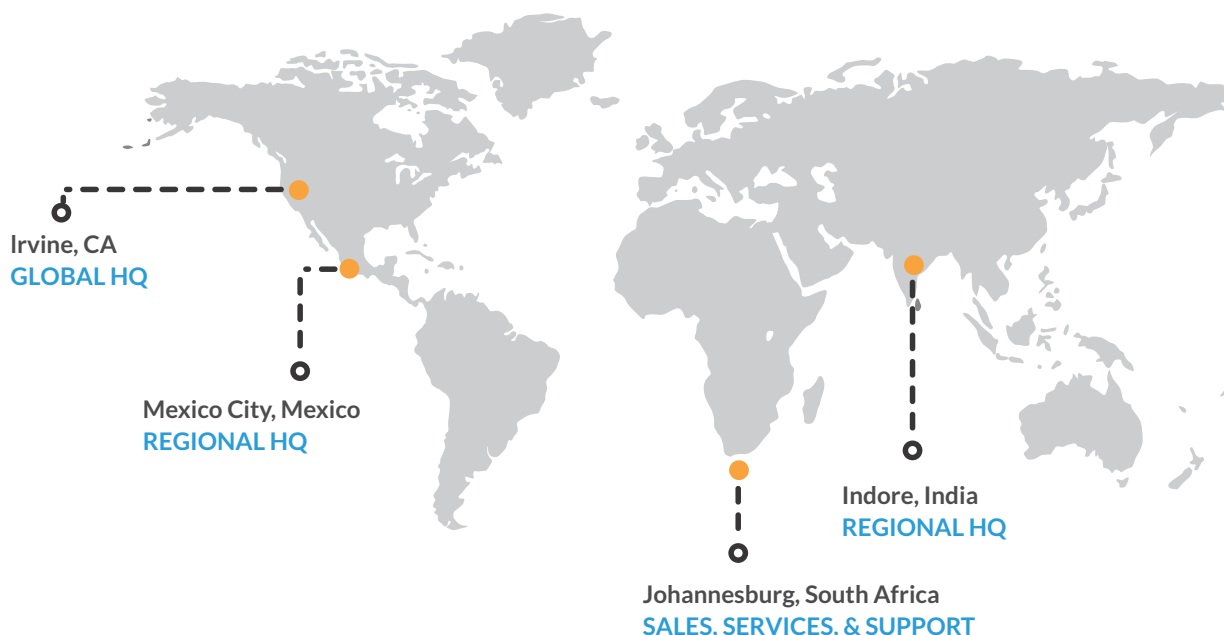 Irvine, CA
GLOBAL HQ
Mexico City, Mexico
REGIONAL HQ
Indore, India
REGIONAL HQ
Johannesburg, South Africa
SALES, SERVICES, & SUPPORT